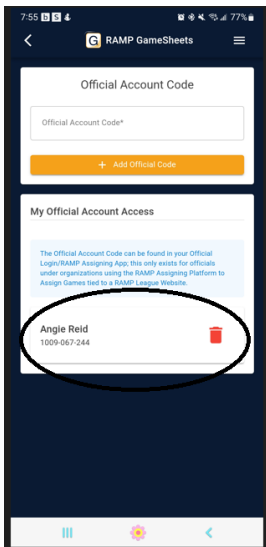 7:55
77%
G RAMP GameSheets
Official Account Code
Official Account Code*
+ Add Official Code
My Official Account Access
The Official Account Code can be found in your Official
Login/RAMP Assigning App; this only exists for officials
under organizations using the RAMP Assigning Platform to
Assign Games tied to a RAMP League Website.
Angie Reid
1009-067-244